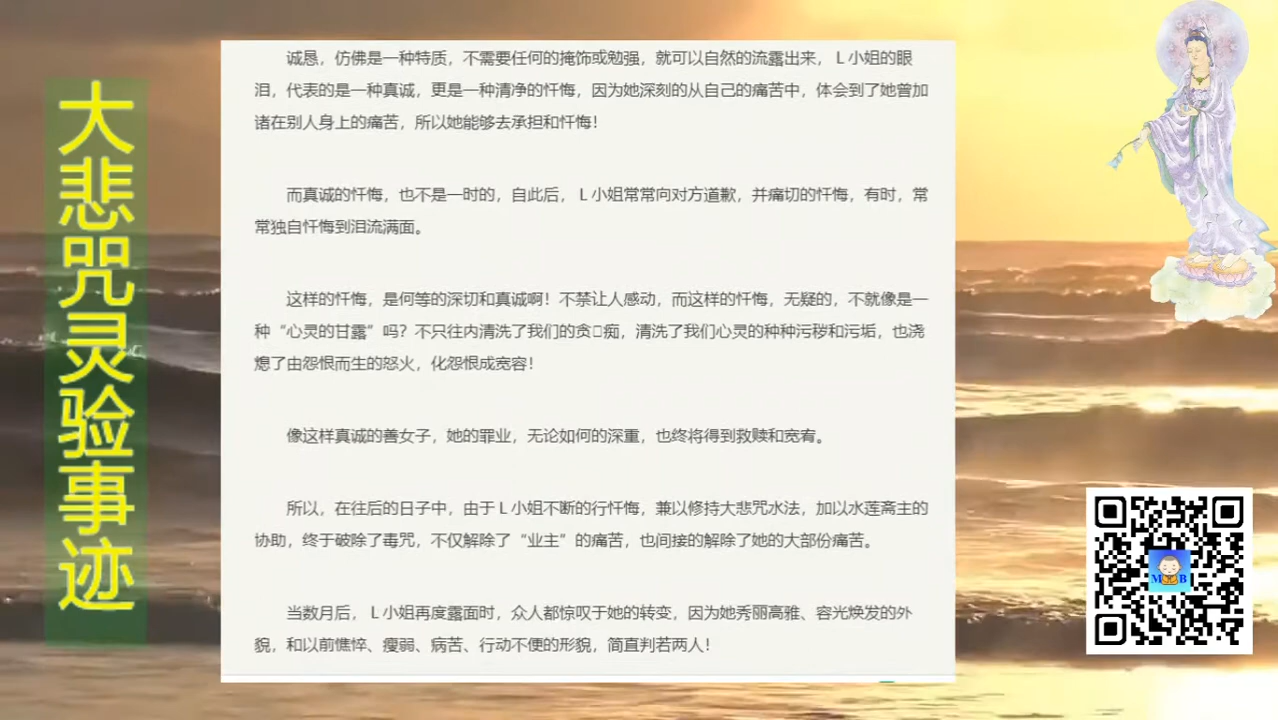 大悲咒灵验事迹
诚恳，仿佛是一种特质，不需要任何的掩饰或勉强，就可以自然的流露出来，L小姐的眼
泪，代表的是一种真诚，更是一种清净的忏悔，因为她深刻的从自己的痛苦中，体会到了她曾加
诸在别人身上的痛苦，所以她能够去承担和忏悔！
而真诚的忏悔，也不是一时的，自此后，L小姐常常向对方道歉，并痛切的忏悔，有时，常
常独自忏悔到泪流满面。
这样的忏悔，是何等的深切和真诚啊！不禁让人感动，而这样的忏悔，无疑的，不就像是一
种“心灵的甘露”吗？不只往内清洗了我们的贪□痴，清洗了我们心灵的种种污秽和污垢，也浇
熄了由怨恨而生的怒火，化怨恨成宽容！
像这样真诚的善女子，她的罪业，无论如何的深重，也终将得到救赎和宽宥。
所以，在往后的日子中，由于L小姐不断的行忏悔，兼以修持大悲咒水法，加以水莲斋主的
协助，终于破除了毒咒，不仅解除了“业主”的痛苦，也间接的解除了她的大部份痛苦。
当数月后，L小姐再度露面时，众人都惊叹于她的转变，因为她秀丽高雅、容光焕发的外
貌，和以前憔悴、瘦弱、病苦、行动不便的形貌，简直判若两人！
M B